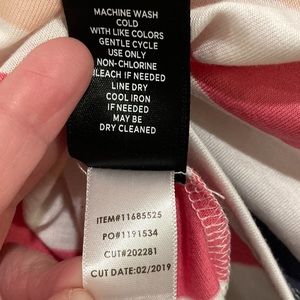 MACHINE WASH
COLD
WITH LIKE COLORS
GENTLE CYCLE
USE ONLY
NON-CHLORINE
BLEACH IF NEEDED
LINE DRY
COOL IRON
IF NEEDED
MAY BE
DRY CLEANED
ITEM#11685525
PO#1191534
CUT#202281
CUT DATE:02/2019